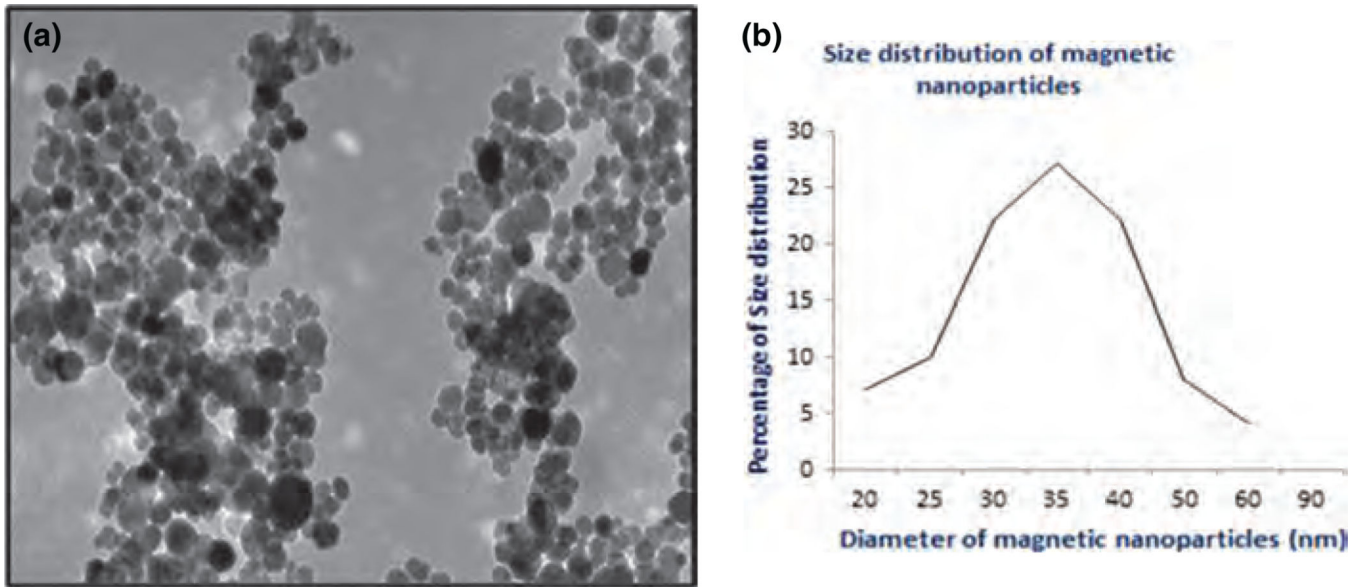 (a)
(b)
Size distribution of magnetic
nanoparticles
Percentage of Size distribution
30
25
20
15
10
5
0
20 25 30 35 40 50 60 90
Diameter of magnetic nanoparticles (nm)